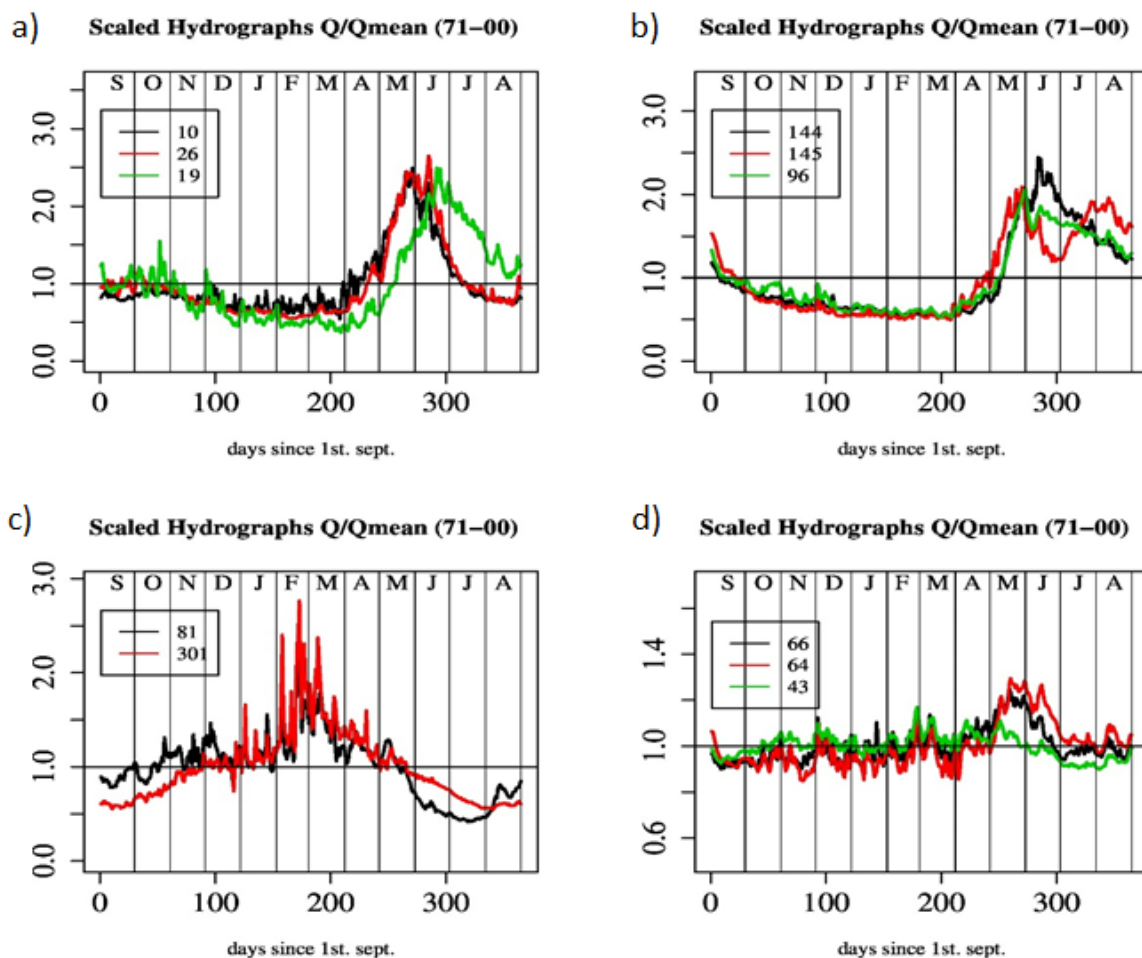 a) Scaled Hydrographs Q/Qmean (71-00)
S O N D J F M A M J J A
3.0
2.0
1.0
0.0
10
26
19
0 100 200 300
days since 1st. sept.
b) Scaled Hydrographs Q/Qmean (71-00)
S O N D J F M A M J J A
3.0
2.0
1.0
0.0
144
145
96
0 100 200 300
days since 1st. sept.
c) Scaled Hydrographs Q/Qmean (71-00)
S O N D J F M A M J J A
3.0
2.0
1.0
0.0
81
301
0 100 200 300
days since 1st. sept.
d) Scaled Hydrographs Q/Qmean (71-00)
S O N D J F M A M J J A
1.4
1.0
0.6
66
64
43
0 100 200 300
days since 1st. sept.